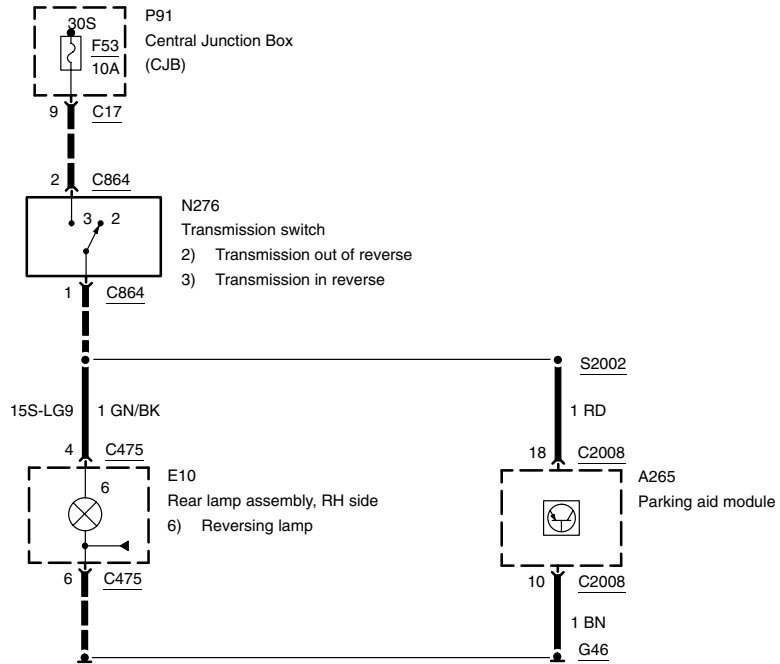 30S
P91
F53
Central Junction Box
10A
(CJB)
9 C17
2 C864
N276
3 2
Transmission switch
2) Transmission out of reverse
3) Transmission in reverse
1 C864
S2002
15S-LG9 1 GN/BK
1 RD
4 C475
18 C2008
E10
A265
6
Rear lamp assembly, RH side
Parking aid module
6) Reversing lamp
6 C475
10 C2008
1 BN
G46